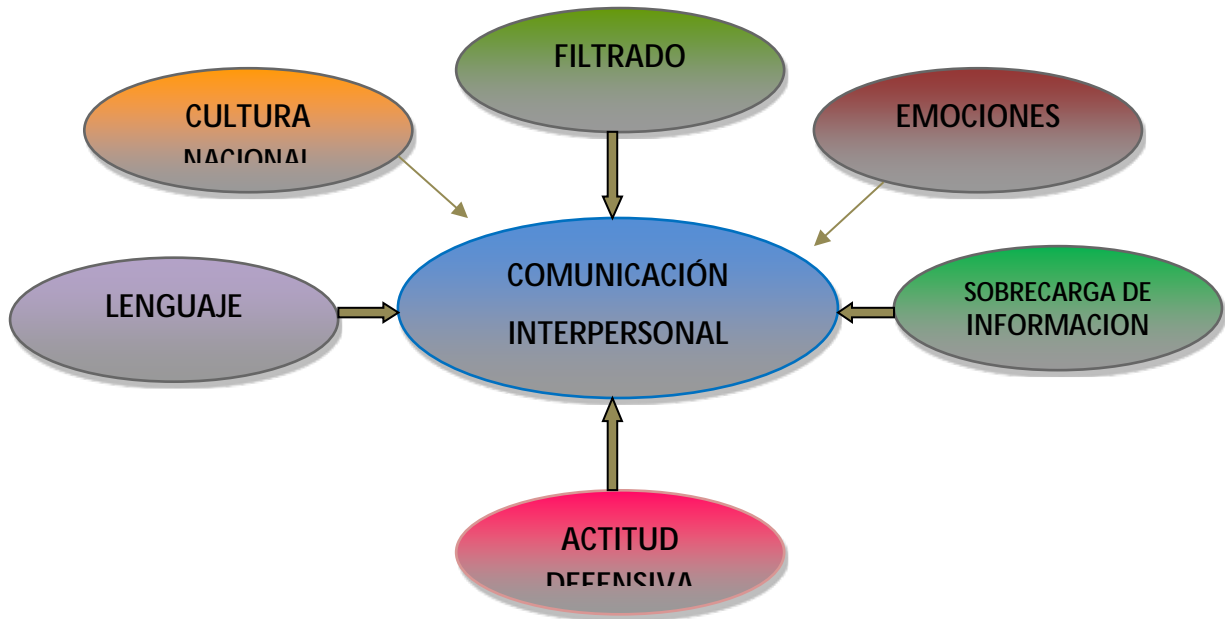 FILTRADO
CULTURA
NACIONAL
EMOCIONES
LENGUAJE
COMUNICACIÓN
INTERPERSONAL
SOBRECARGA DE
INFORMACION
ACTITUD
DEFENSIVA